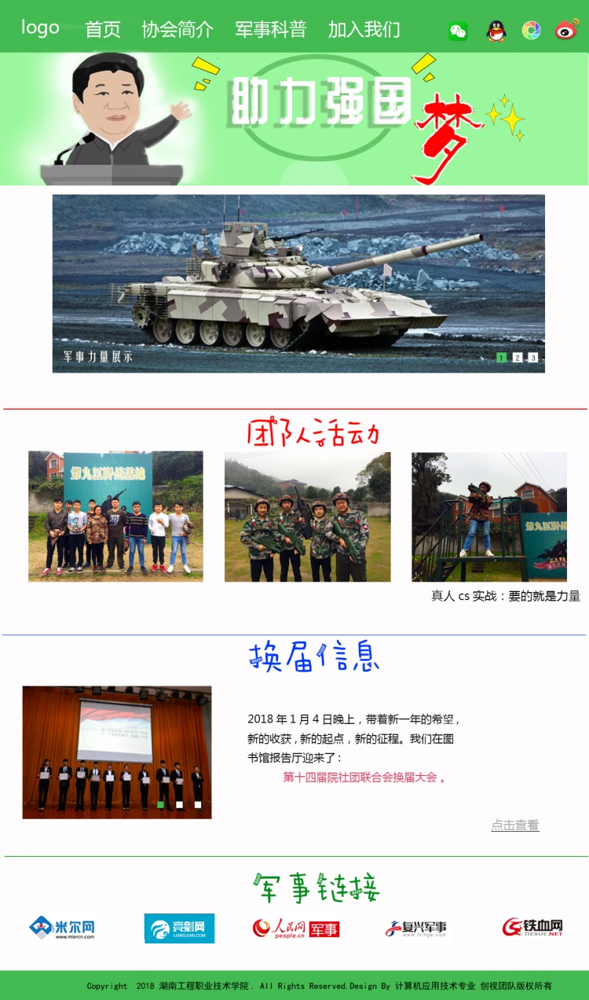 logo 首页 协会简介 军事科普 加入我们
助力强国梦
军事力量展示
1 2 3
团队活动
第九区野战基地
真人 cs 实战：要的就是力量
换届信息
2018 年 1 月 4 日晚上，带着新一年的希望，
新的收获，新的起点，新的征程。我们在图
书馆报告厅迎来了：
第十四届院社团联合会换届大会 。
点击查看
军事链接
米尔网
www.miercn.com
亮剑网
LIANGJIAN.COM
人民网 军事
people.cn
复兴军事
www.fxingw.com
铁血网
TIEXUE.NET
Copyright 2018 湖南工程职业技术学院. All Rights Reserved.Design By 计算机应用技术专业 创视团队版权所有